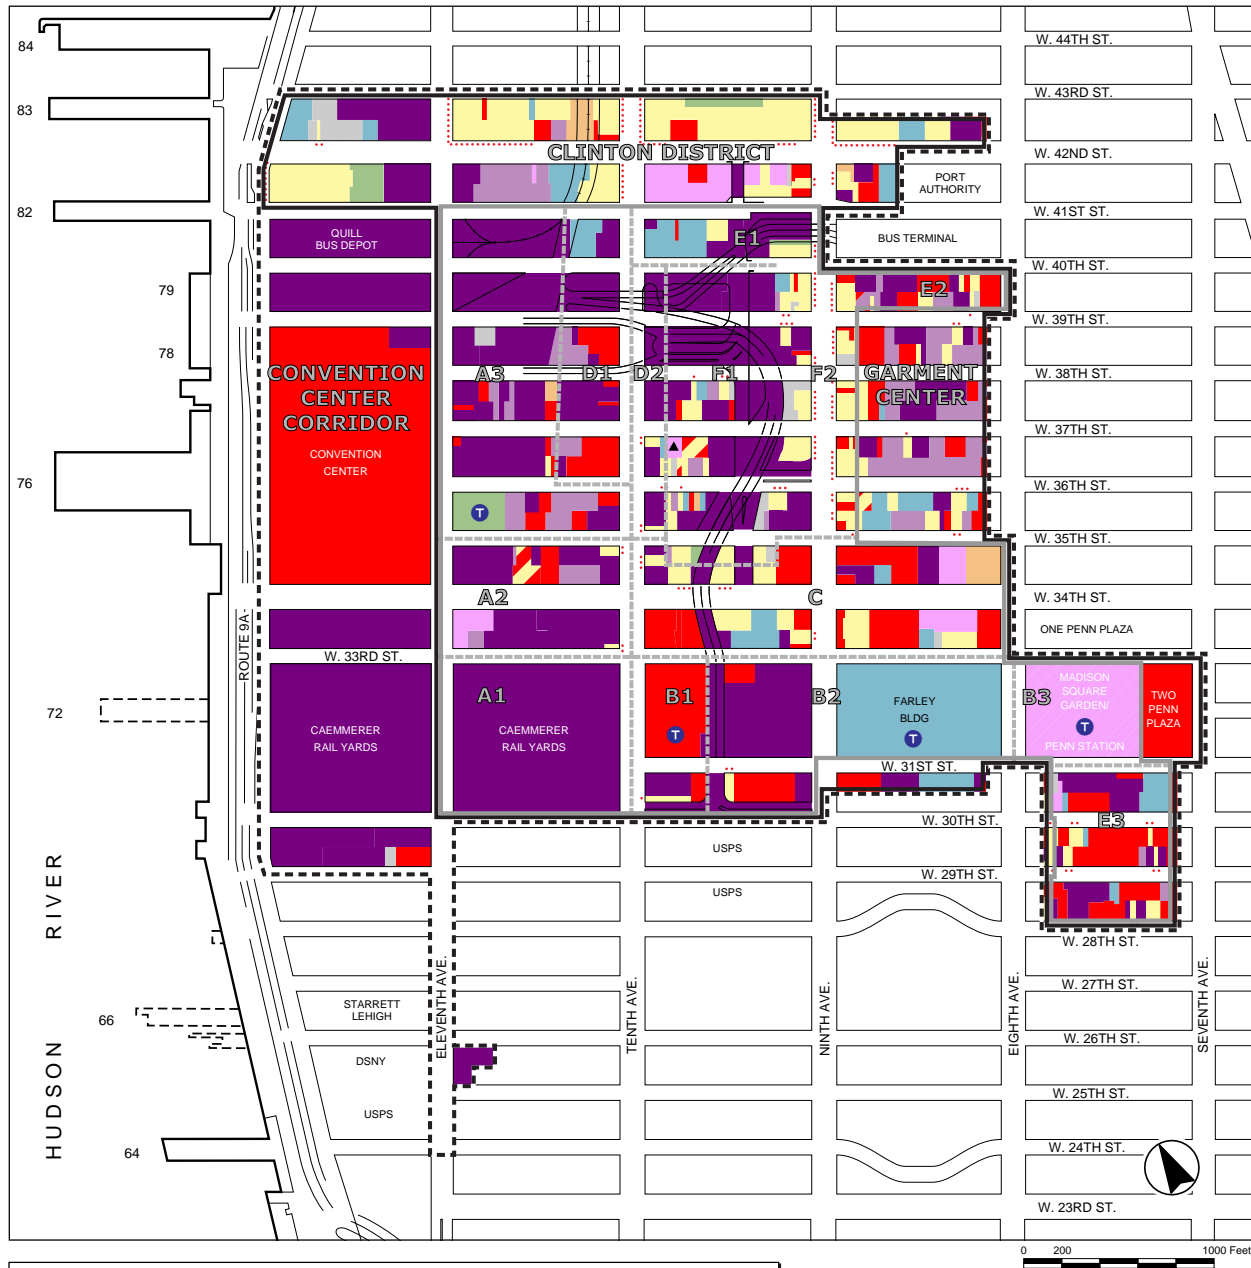 84
W. 44TH ST.
83
W. 43RD ST.
CLINTON DISTRICT
W. 42ND ST.
PORT
AUTHORITY
82
W. 41ST ST.
QUILL
BUS DEPOT
E1
BUS TERMINAL
W. 40TH ST.
79
E2
W. 39TH ST.
78
CONVENTION
CENTER
CORRIDOR
A3
D1
D2
F1
F2
GARMENT
CENTER
W. 38TH ST.
W. 37TH ST.
CONVENTION
CENTER
76
W. 36TH ST.
T
W. 35TH ST.
A2
C
W. 34TH ST.
ROUTE 9A
ONE PENN PLAZA
W. 33RD ST.
72
A1
B1
B2
B3
MADISON
SQUARE
GARDEN/
T
PENN STATION
TWO
PENN
PLAZA
CAEMMERER
RAIL YARDS
CAEMMERER
RAIL YARDS
T
FARLEY
BLDG
T
W. 31ST ST.
W. 30TH ST.
E3
USPS
W. 29TH ST.
USPS
W. 28TH ST.
HUDSON RIVER
ELEVENTH AVE.
TENTH AVE.
NINTH AVE.
EIGHTH AVE.
SEVENTH AVE.
W. 27TH ST.
STARRETT
LEHIGH
66
W. 26TH ST.
DSNY
W. 25TH ST.
USPS
64
W. 24TH ST.
W. 23RD ST.
0 200 1000 Feet